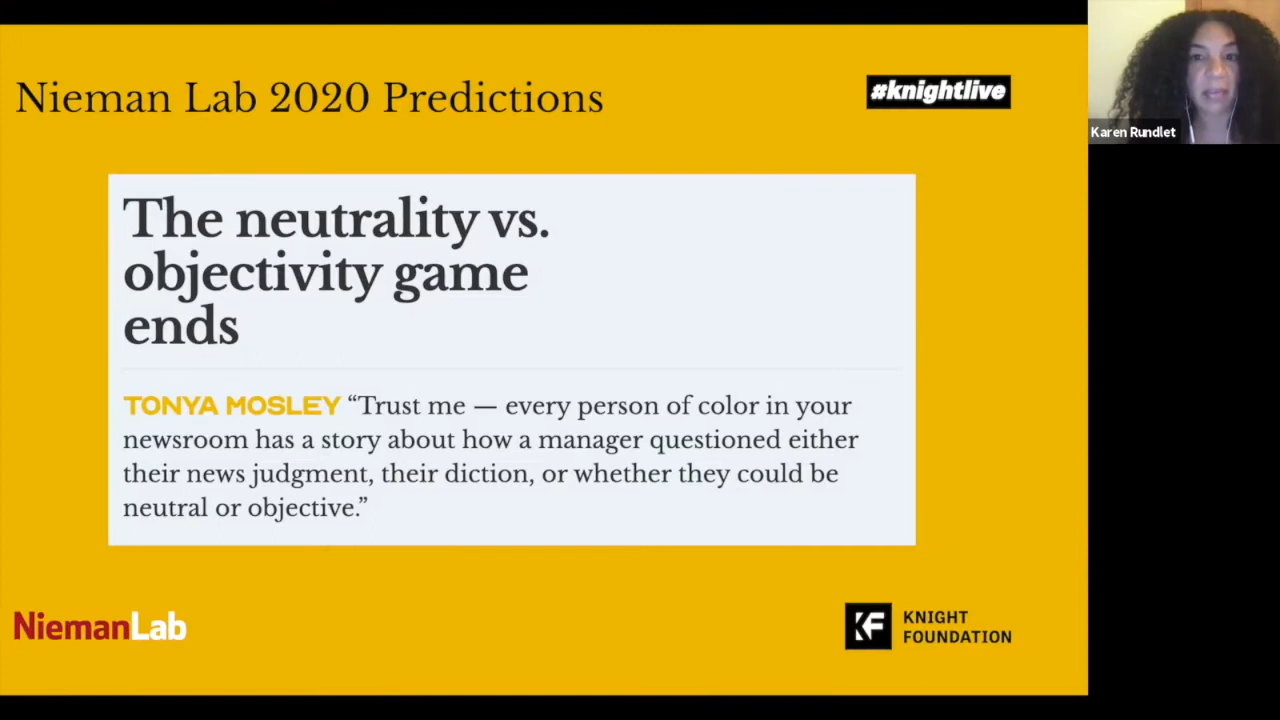 Nieman Lab 2020 Predictions
#knightlive
Karen Rundlet
The neutrality vs.
objectivity game
ends
TONYA MOSLEY “Trust me — every person of color in your
newsroom has a story about how a manager questioned either
their news judgment, their diction, or whether they could be
neutral or objective.”
NiemanLab
KF
KNIGHT
FOUNDATION